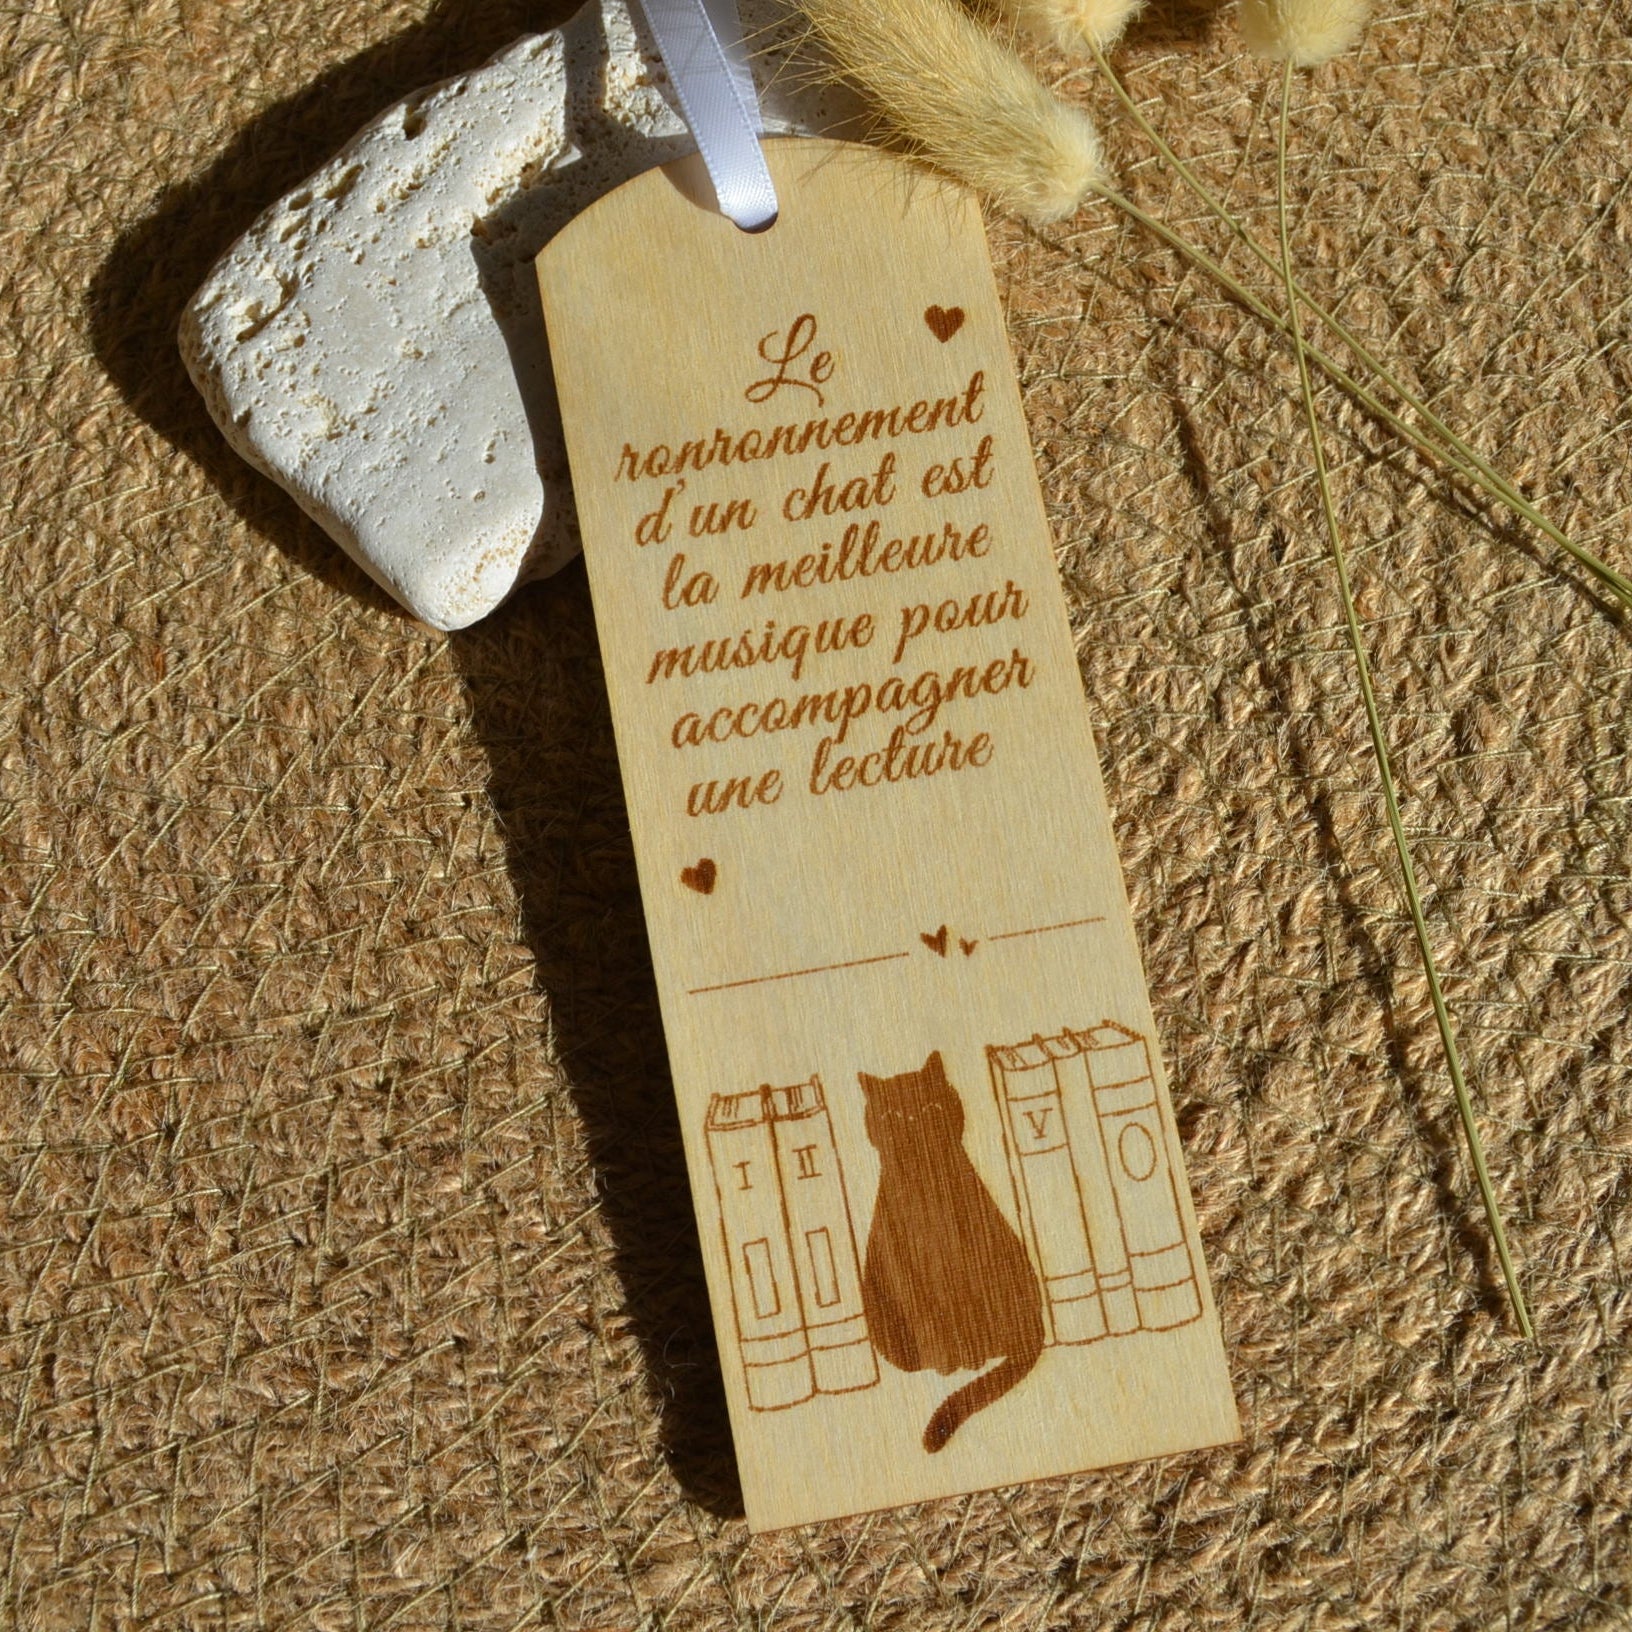 Le
ronronnement
d'un chat est
la meilleure
musique pour
accompagner
une lecture
I II V O